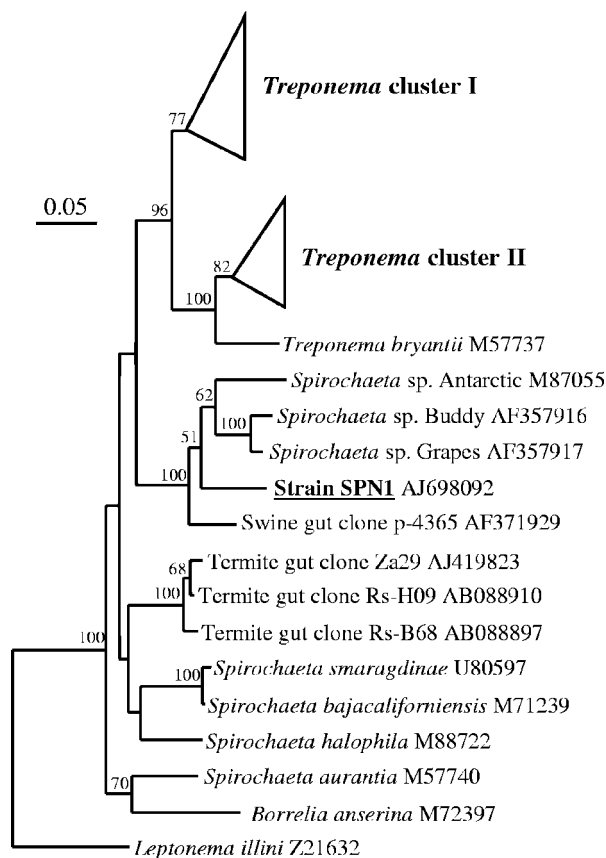 Treponema cluster I
77
0.05
96
Treponema cluster II
82
100
Treponema bryantii M57737
Spirochaeta sp. Antarctic M87055
62
Spirochaeta sp. Buddy AF357916
100
51
Spirochaeta sp. Grapes AF357917
100
Strain SPN1 AJ698092
Swine gut clone p-4365 AF371929
Termite gut clone Za29 AJ419823
68
100
Termite gut clone Rs-H09 AB088910
Termite gut clone Rs-B68 AB088897
100
100
Spirochaeta smaragdinae U80597
Spirochaeta bajacaliforniensis M71239
Spirochaeta halophila M88722
Spirochaeta aurantia M57740
70
Borrelia anserina M72397
Leptonema illini Z21632